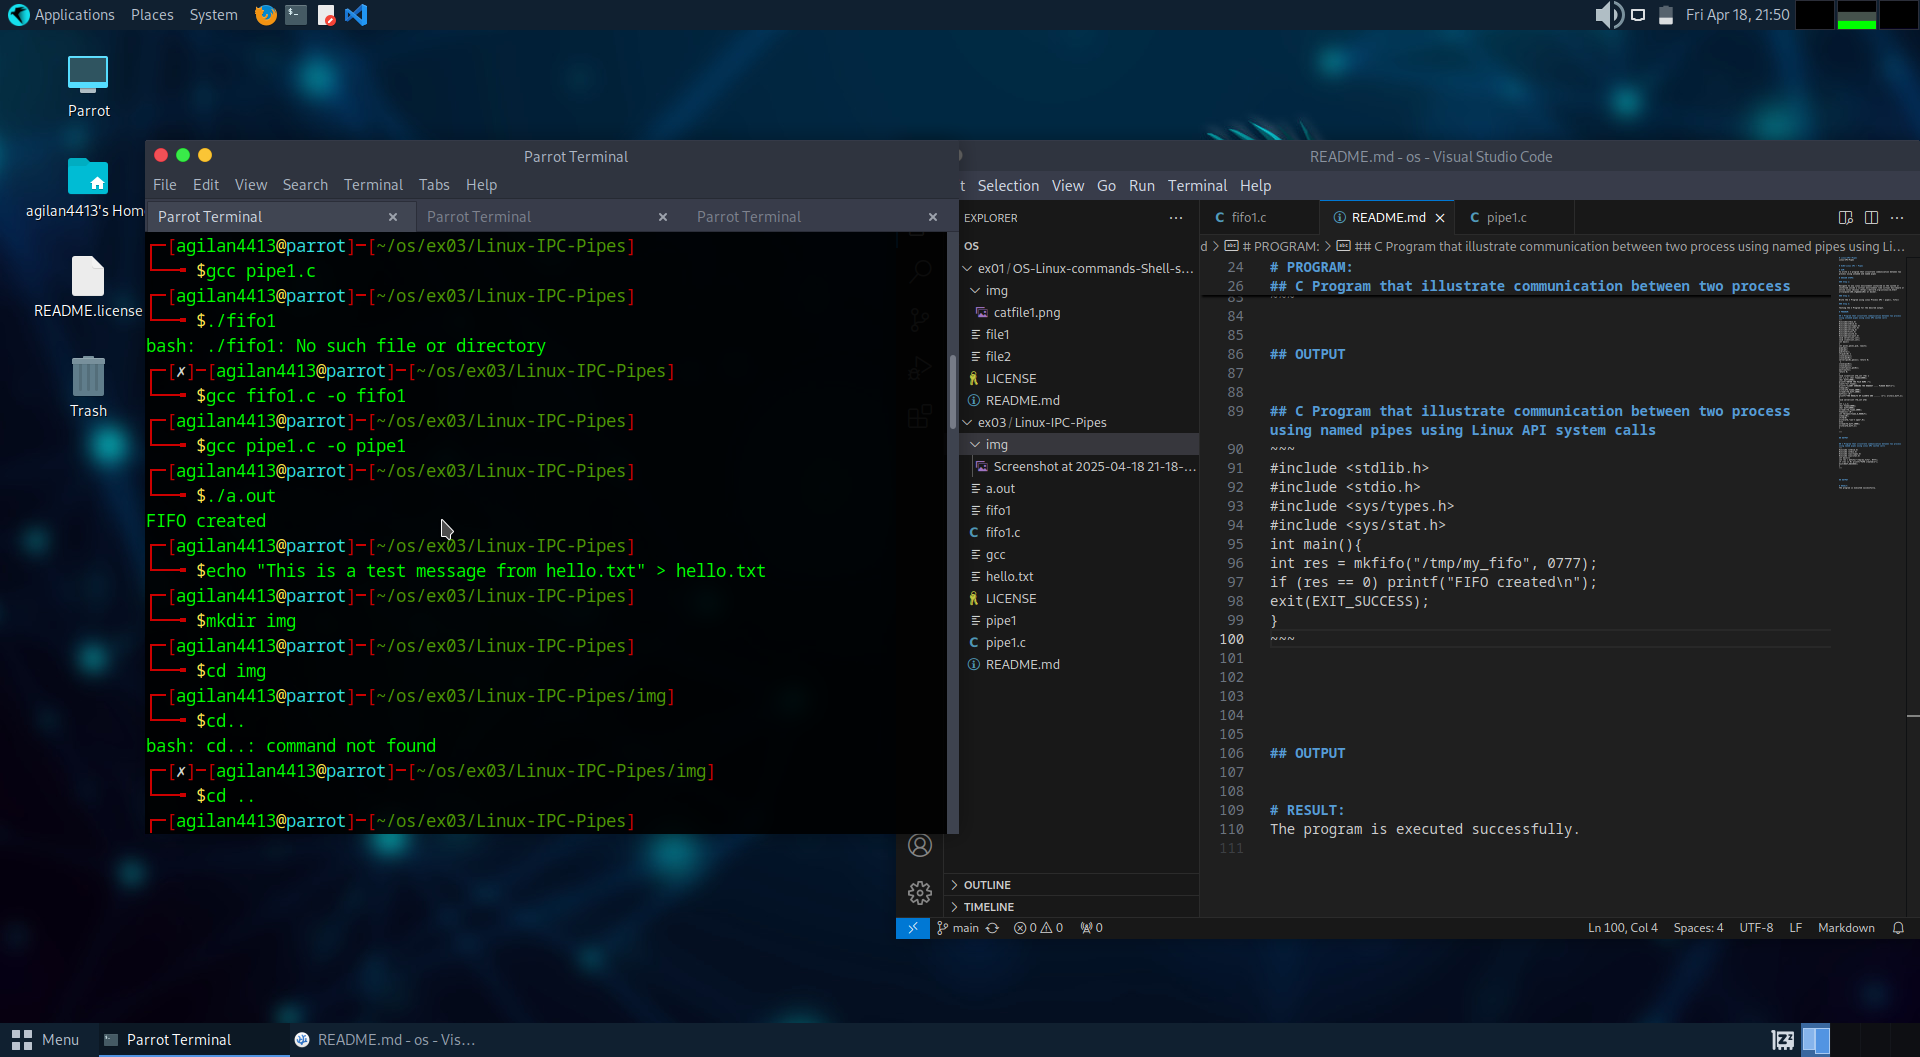 Applications Places System
Fri Apr 18, 21:50
Parrot
agilan4413's Hom
README.license
Trash
Parrot Terminal
File Edit View Search Terminal Tabs Help
Parrot Terminal × Parrot Terminal × Parrot Terminal ×
[agilan4413@parrot]─[~/os/ex03/Linux-IPC-Pipes]
$gcc pipe1.c
[agilan4413@parrot]─[~/os/ex03/Linux-IPC-Pipes]
$./fifo1
bash: ./fifo1: No such file or directory
[✗]─[agilan4413@parrot]─[~/os/ex03/Linux-IPC-Pipes]
$gcc fifo1.c -o fifo1
[agilan4413@parrot]─[~/os/ex03/Linux-IPC-Pipes]
$gcc pipe1.c -o pipe1
[agilan4413@parrot]─[~/os/ex03/Linux-IPC-Pipes]
$./a.out
FIFO created
[agilan4413@parrot]─[~/os/ex03/Linux-IPC-Pipes]
$echo "This is a test message from hello.txt" > hello.txt
[agilan4413@parrot]─[~/os/ex03/Linux-IPC-Pipes]
$mkdir img
[agilan4413@parrot]─[~/os/ex03/Linux-IPC-Pipes]
$cd img
[agilan4413@parrot]─[~/os/ex03/Linux-IPC-Pipes/img]
$cd..
bash: cd..: command not found
[✗]─[agilan4413@parrot]─[~/os/ex03/Linux-IPC-Pipes/img]
$cd ..
[agilan4413@parrot]─[~/os/ex03/Linux-IPC-Pipes]
README.md - os - Visual Studio Code
t Selection View Go Run Terminal Help
EXPLORER
OS
ex01/OS-Linux-commands-Shell-s...
img
catfile1.png
file1
file2
LICENSE
README.md
ex03/Linux-IPC-Pipes
img
Screenshot at 2025-04-18 21-18-...
a.out
fifo1
fifo1.c
gcc
hello.txt
LICENSE
pipe1
pipe1.c
README.md
OUTLINE
TIMELINE
fifo1.c README.md × pipe1.c
d > # PROGRAM: > ## C Program that illustrate communication between two process using named pipes using Li...
24 # PROGRAM:
26 ## C Program that illustrate communication between two process
83 ~~~
84
85
86 ## OUTPUT
87
88
89 ## C Program that illustrate communication between two process
using named pipes using Linux API system calls
90 ~~~
91 #include <stdlib.h>
92 #include <stdio.h>
93 #include <sys/types.h>
94 #include <sys/stat.h>
95 int main(){
96 int res = mkfifo("/tmp/my_fifo", 0777);
97 if (res == 0) printf("FIFO created\n");
98 exit(EXIT_SUCCESS);
99 }
100 ~~~
101
102
103
104
105
106 ## OUTPUT
107
108
109 # RESULT:
110 The program is executed successfully.
111
main 0 0 0
Ln 100, Col 4 Spaces: 4 UTF-8 LF Markdown
Menu Parrot Terminal README.md - os - Vis...